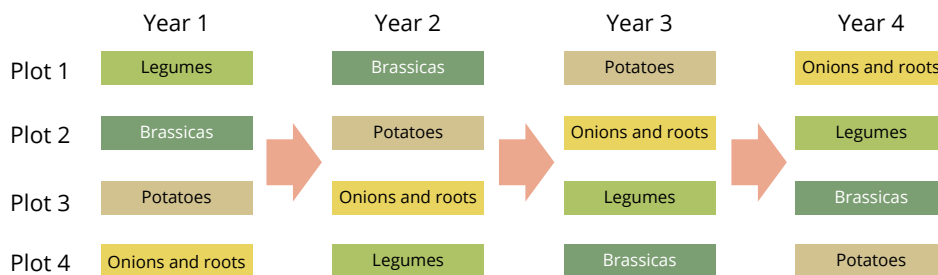 Year 1 Year 2 Year 3 Year 4
Plot 1 Legumes Brassicas Potatoes Onions and roots
Plot 2 Brassicas Potatoes Onions and roots Legumes
Plot 3 Potatoes Onions and roots Legumes Brassicas
Plot 4 Onions and roots Legumes Brassicas Potatoes